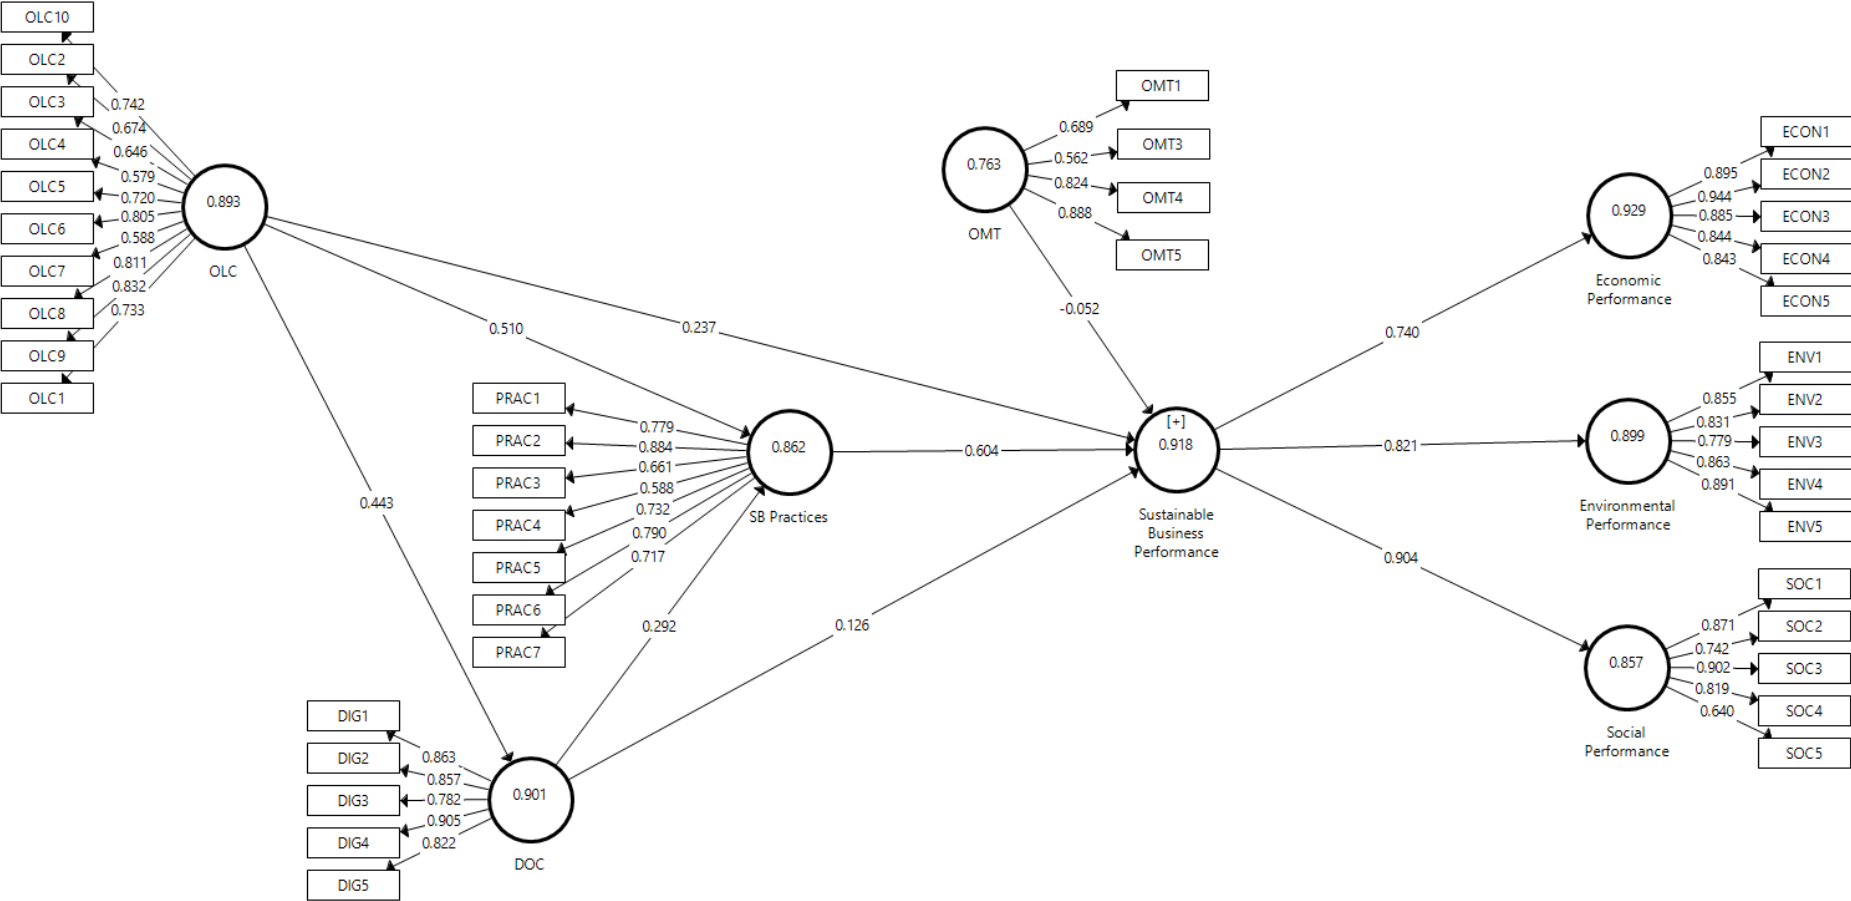 OLC10
OLC2
OLC3
OLC4
OLC5
OLC6
OLC7
OLC8
OLC9
OLC1
0.742
0.674
0.646
0.579
0.720
0.805
0.588
0.811
0.832
0.733
0.893
OLC
0.510
0.237
0.443
PRAC1
PRAC2
PRAC3
PRAC4
PRAC5
PRAC6
PRAC7
0.779
0.884
0.661
0.588
0.732
0.790
0.717
0.862
SB Practices
0.604
0.292
0.126
DIG1
DIG2
DIG3
DIG4
DIG5
0.863
0.857
0.782
0.905
0.822
0.901
DOC
0.763
OMT
0.689
0.562
0.824
0.888
OMT1
OMT3
OMT4
OMT5
-0.052
[+]
0.918
Sustainable
Business
Performance
0.740
0.821
0.904
0.929
Economic
Performance
0.895
0.944
0.885
0.844
0.843
ECON1
ECON2
ECON3
ECON4
ECON5
0.899
Environmental
Performance
0.855
0.831
0.779
0.863
0.891
ENV1
ENV2
ENV3
ENV4
ENV5
0.857
Social
Performance
0.871
0.742
0.902
0.819
0.640
SOC1
SOC2
SOC3
SOC4
SOC5